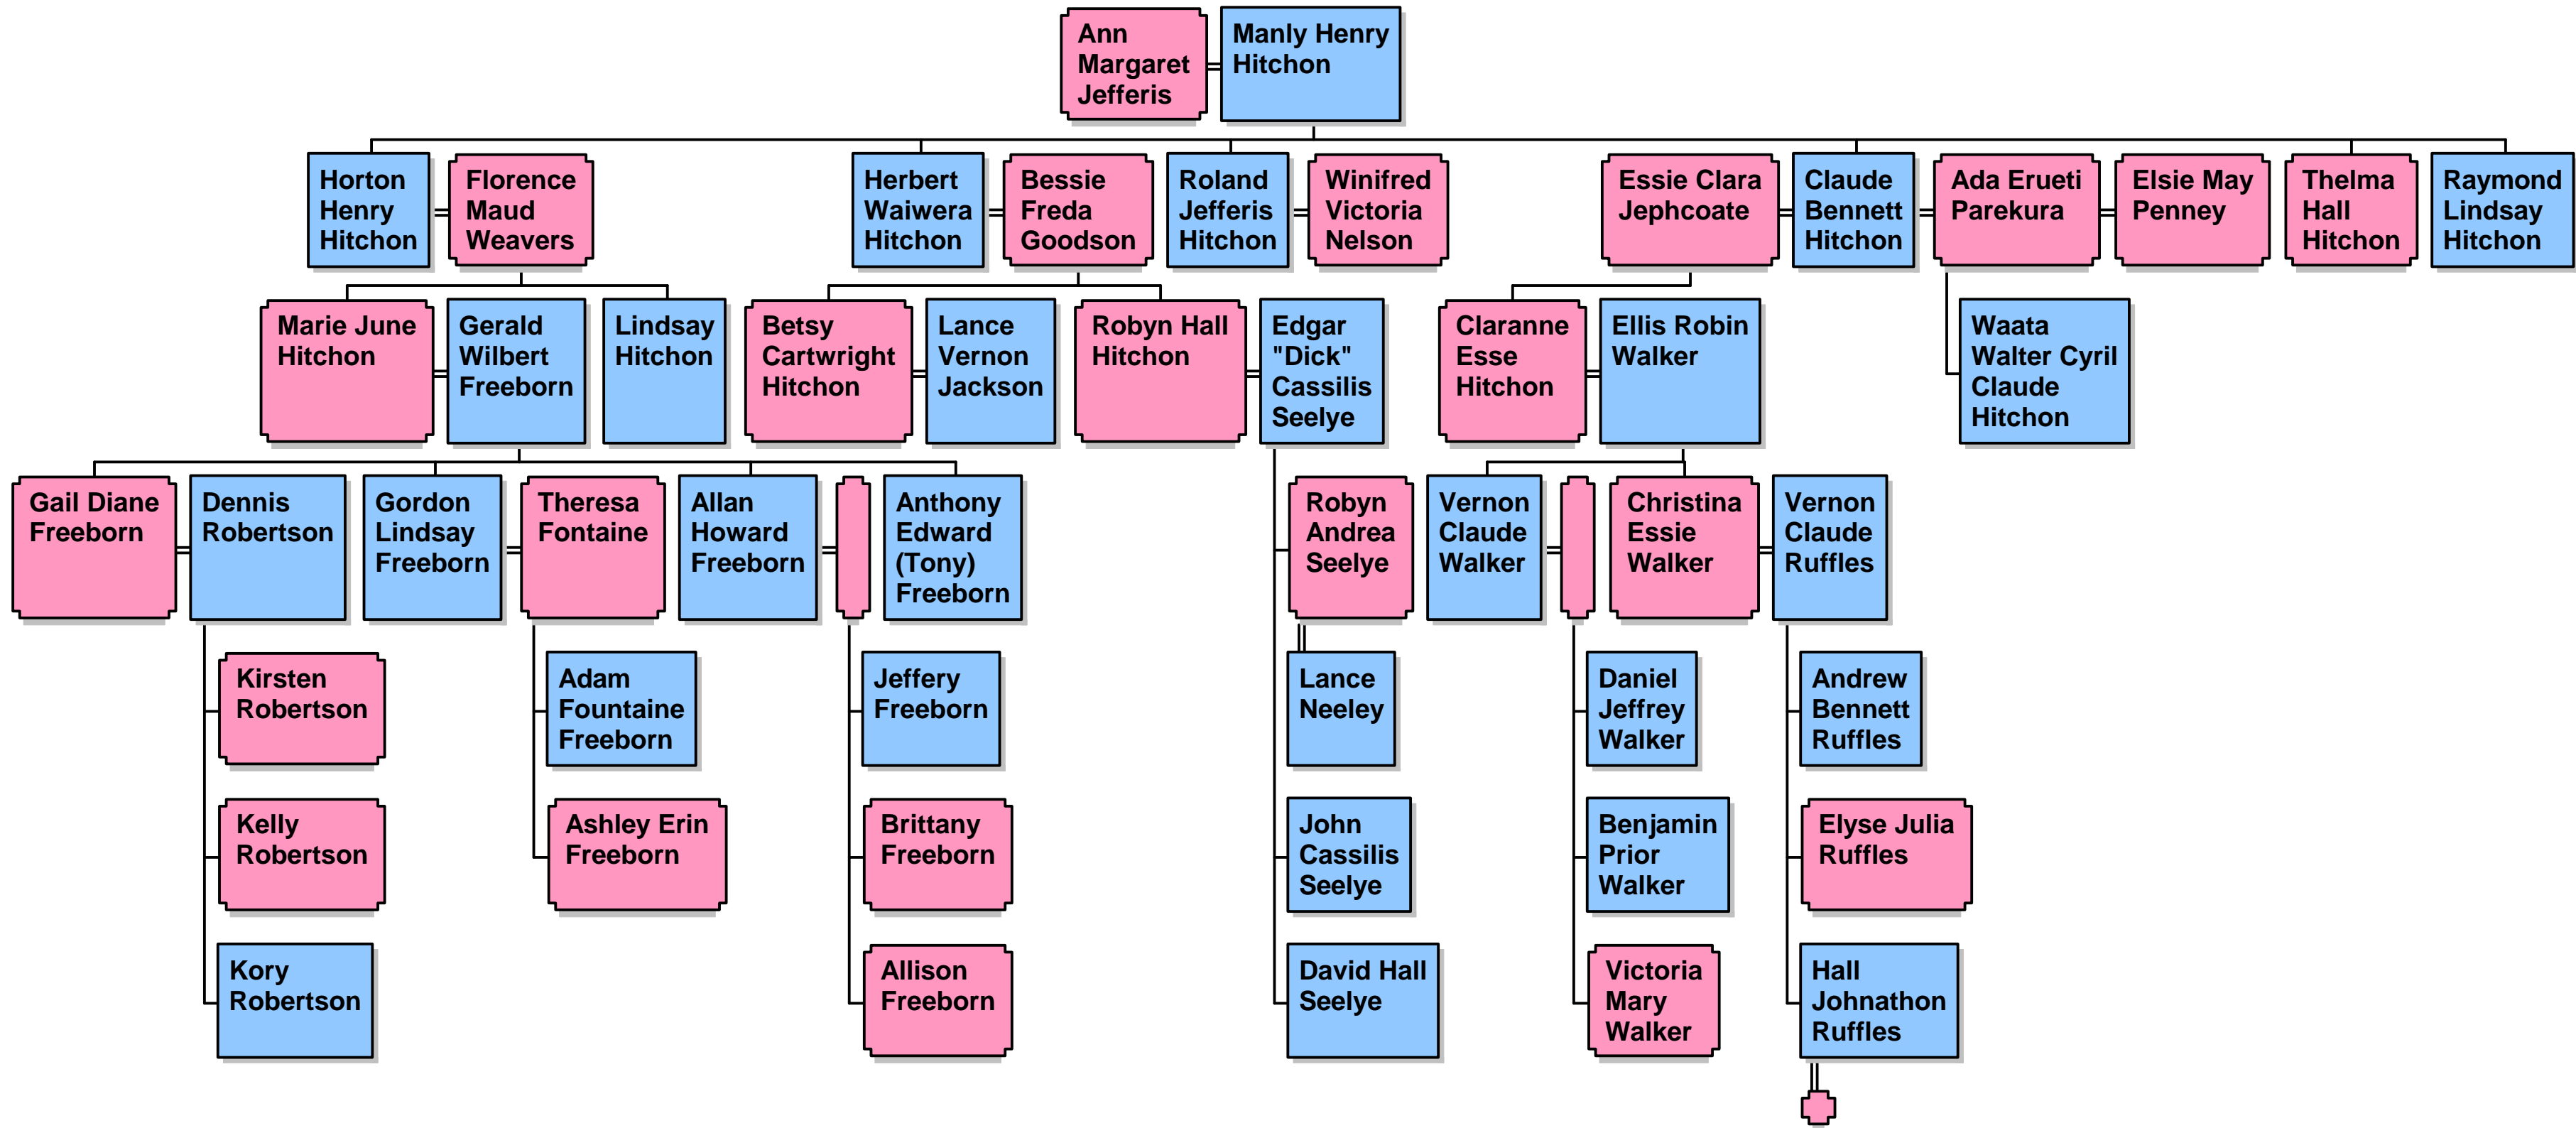 Ann
Margaret
Jefferis
Manly Henry
Hitchon
Horton
Henry
Hitchon
Florence
Maud
Weavers
Herbert
Waiwera
Hitchon
Bessie
Freda
Goodson
Roland
Jefferis
Hitchon
Winifred
Victoria
Nelson
Essie Clara
Jephcoate
Claude
Bennett
Hitchon
Ada Erueti
Parekura
Elsie May
Penney
Thelma
Hall
Hitchon
Raymond
Lindsay
Hitchon
Marie June
Hitchon
Gerald
Wilbert
Freeborn
Lindsay
Hitchon
Betsy
Cartwright
Hitchon
Lance
Vernon
Jackson
Robyn Hall
Hitchon
Edgar
"Dick"
Cassilis
Seelye
Claranne
Esse
Hitchon
Ellis Robin
Walker
Waata
Walter Cyril
Claude
Hitchon
Gail Diane
Freeborn
Dennis
Robertson
Gordon
Lindsay
Freeborn
Theresa
Fontaine
Allan
Howard
Freeborn
Anthony
Edward
(Tony)
Freeborn
Robyn
Andrea
Seelye
Vernon
Claude
Walker
Christina
Essie
Walker
Vernon
Claude
Ruffles
Kirsten
Robertson
Adam
Fountaine
Freeborn
Jeffery
Freeborn
Lance
Neeley
Daniel
Jeffrey
Walker
Andrew
Bennett
Ruffles
Kelly
Robertson
Ashley Erin
Freeborn
Brittany
Freeborn
John
Cassilis
Seelye
Benjamin
Prior
Walker
Elyse Julia
Ruffles
Kory
Robertson
Allison
Freeborn
David Hall
Seelye
Victoria
Mary
Walker
Hall
Johnathon
Ruffles